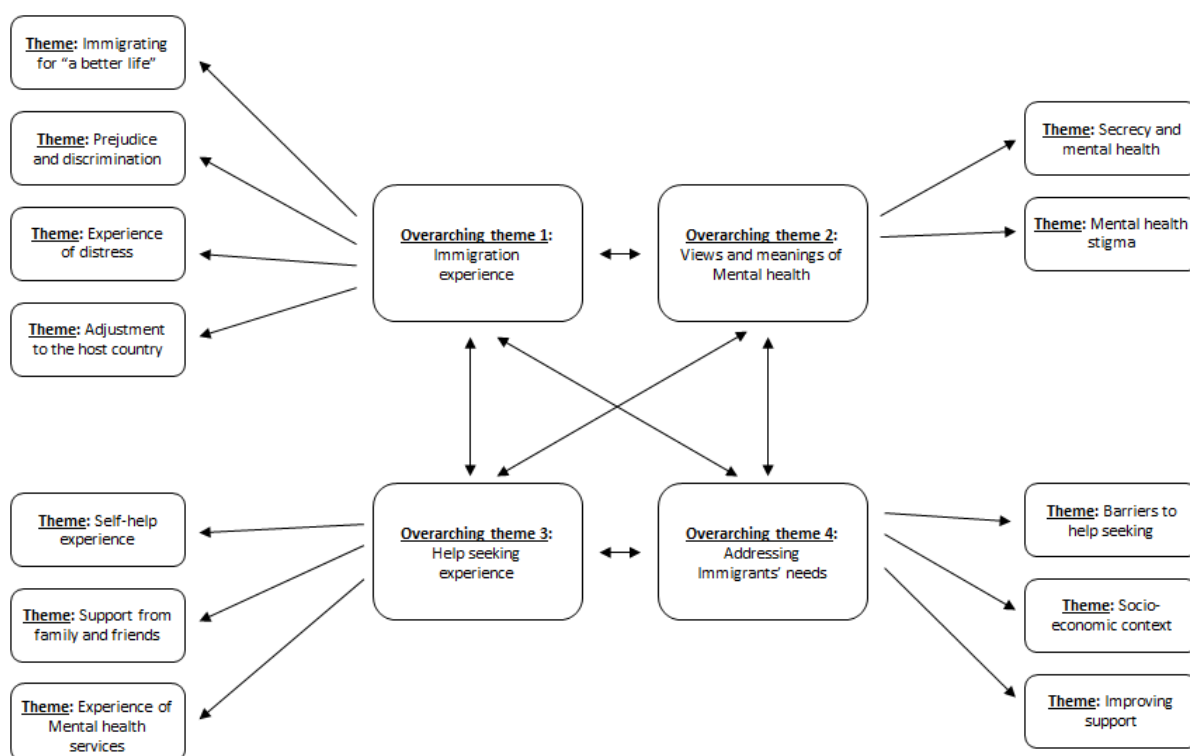 Theme: Immigrating
for “a better life”
Theme: Prejudice
and discrimination
Theme: Experience
of distress
Theme: Adjustment
to the host country
Overarching theme 1:
Immigration
experience
Overarching theme 2:
Views and meanings of
Mental health
Theme: Secrecy and
mental health
Theme: Mental health
stigma
Theme: Self-help
experience
Theme: Support from
family and friends
Theme: Experience of
Mental health
services
Overarching theme 3:
Help seeking
experience
Overarching theme 4:
Addressing
Immigrants’ needs
Theme: Barriers to
help seeking
Theme: Socio-
economic context
Theme: Improving
support